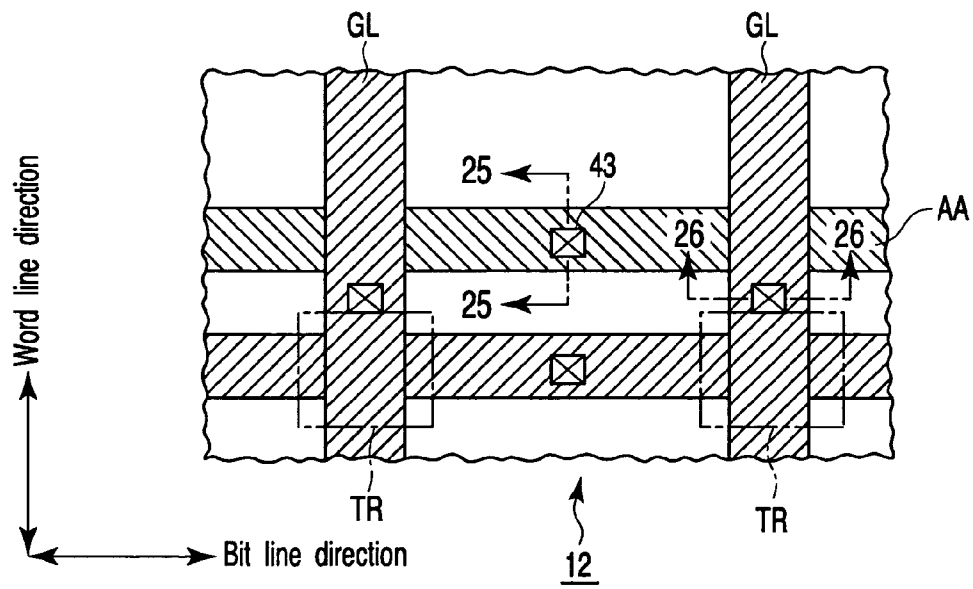 GL
GL
25
43
AA
26
26
25
Word line direction
TR
TR
Bit line direction
12